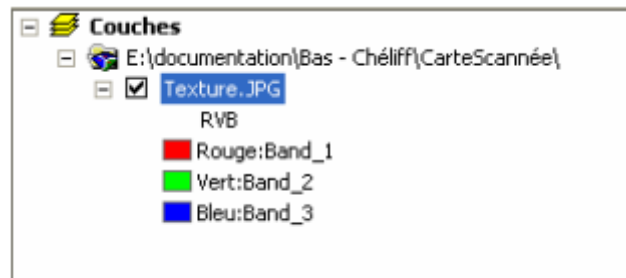 Couches
E:\documentation\Bas - Chéliff\CarteScannée\
Texture.JPG
RVB
Rouge:Band_1
Vert:Band_2
Bleu:Band_3